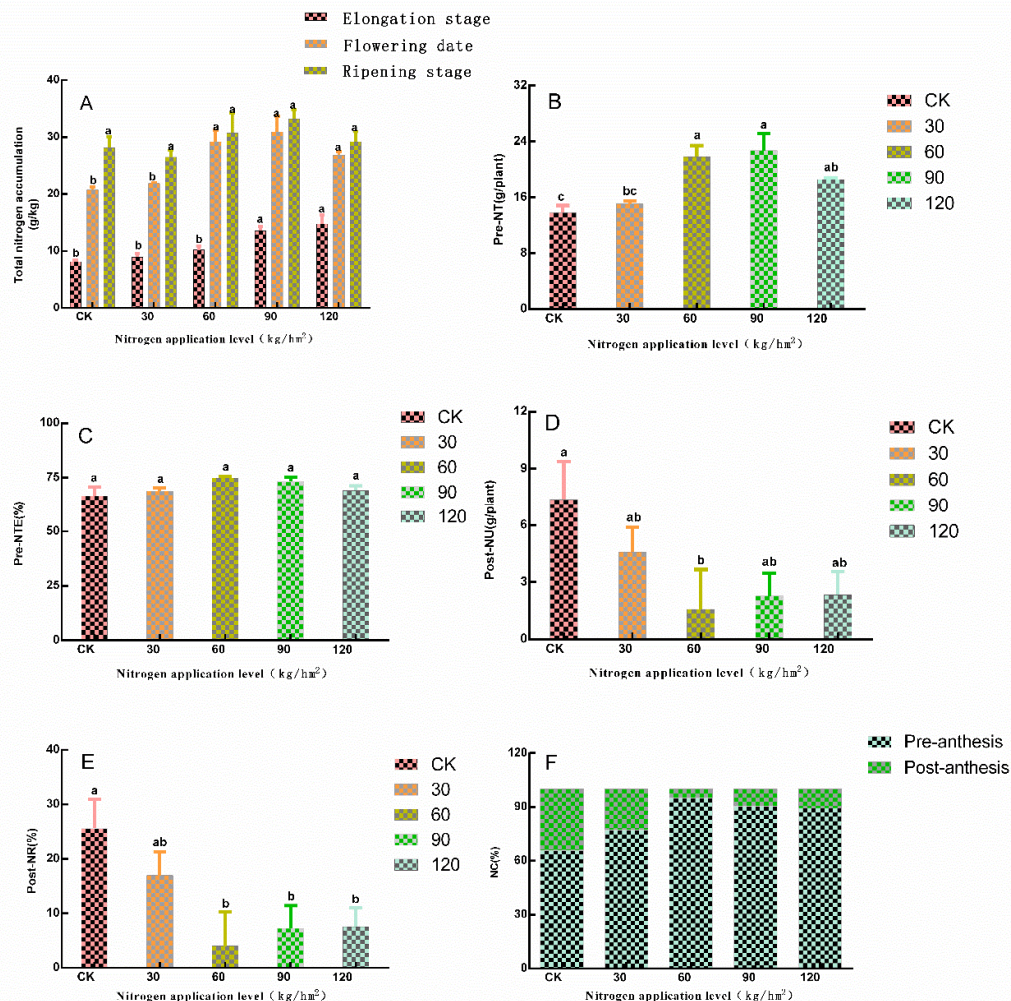 Elongation stage
Flowering date
Ripening stage
A
Total nitrogen accumulation
(g/kg)
40
30
20
10
0
b b a
b b a
b a a
a a a
a a a
CK 30 60 90 120
Nitrogen application level (kg/hm²)
B
Pre-NT(g/plant)
32
24
16
8
0
c bc a a ab
CK 30 60 90 120
Nitrogen application level (kg/hm²)
CK
30
60
90
120
C
Pre-NTE(%)
100
75
50
25
0
a a a a a
CK 30 60 90 120
Nitrogen application level (kg/hm²)
CK
30
60
90
120
D
Post-NU(g/plant)
12
9
6
3
0
a ab b ab ab
CK 30 60 90 120
Nitrogen application level (kg/hm²)
CK
30
60
90
120
E
Post-NR(%)
40
30
20
10
0
a ab b b b
CK 30 60 90 120
Nitrogen application level (kg/hm²)
CK
30
60
90
120
F
Pre-anthesis
Post-anthesis
NC(%)
120
90
60
30
0
CK 30 60 90 120
Nitrogen application level (kg/hm²)